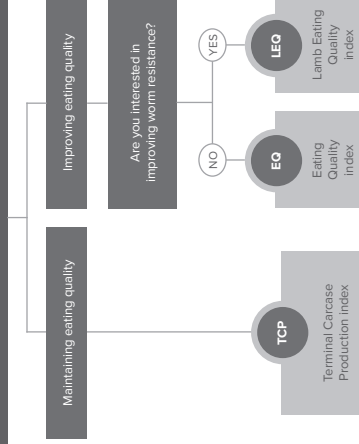 Maintaining eating quality
Improving eating quality
Are you interested in
improving worm resistance?
NO
YES
TCP
Terminal Carcase
Production index
EQ
Eating
Quality
index
LEQ
Lamb Eating
Quality
index